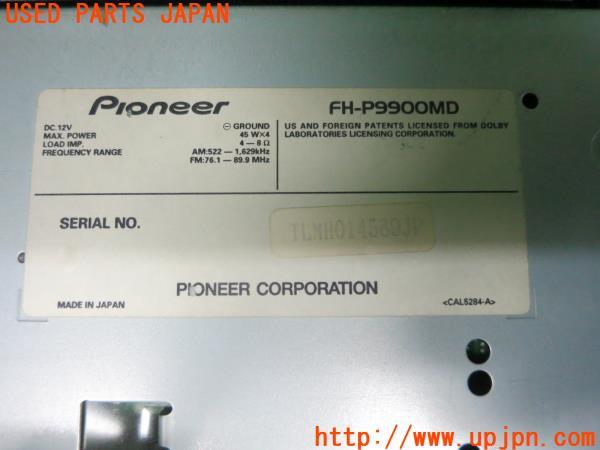 USED PARTS JAPAN
Pioneer
FH-P9900MD
DC.12V
⊖ GROUND
MAX. POWER 45 W×4
LOAD IMP. 4 — 8 Ω
FREQUENCY RANGE AM:522 — 1,629kHz
FM:76.1 — 89.9 MHz
US AND FOREIGN PATENTS LICENSED FROM DOLBY
LABORATORIES LICENSING CORPORATION.
SERIAL NO.
TLMH014589JP
PIONEER CORPORATION
MADE IN JAPAN
<CAL5284-A>
http://www.upjpn.com/